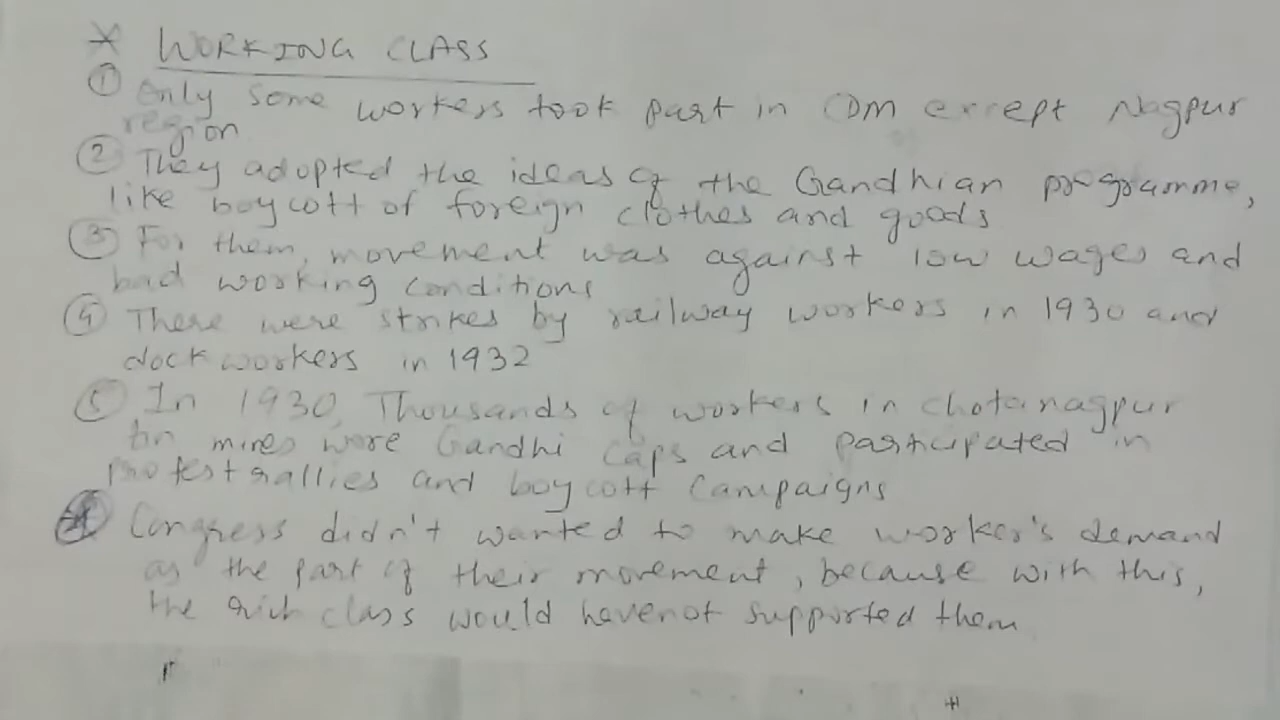 * WORKING CLASS
① Only some workers took part in CDM except Nagpur
region
② They adopted the ideas of the Gandhian programme,
like boycott of foreign clothes and goods
③ For them, movement was against low wages and
bad working conditions
④ There were strikes by railway workers in 1930 and
dockworkers in 1932
⑤ In 1930, Thousands of workers in chotanagpur
tin mines wore Gandhi caps and participated in
protest rallies and boycott Campaigns
Congress didn't wanted to make worker's demand
as the part of their movement, because with this,
the rich class would havenot supported them